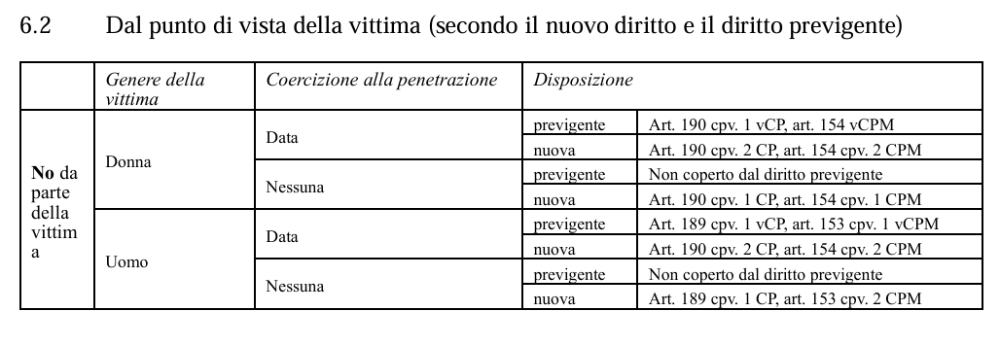 6.2 Dal punto di vista della vittima (secondo il nuovo diritto e il diritto previgente)
Genere della
vittima
Coercizione alla penetrazione
Disposizione
No da
parte
della
vittim
a
Donna
Data
previgente Art. 190 cpv. 1 vCP, art. 154 vCPM
nuova Art. 190 cpv. 2 CP, art. 154 cpv. 2 CPM
Nessuna
previgente Non coperto dal diritto previgente
nuova Art. 190 cpv. 1 CP, art. 154 cpv. 1 CPM
Uomo
Data
previgente Art. 189 cpv. 1 vCP, art. 153 cpv. 1 vCPM
nuova Art. 190 cpv. 2 CP, art. 154 cpv. 2 CPM
Nessuna
previgente Non coperto dal diritto previgente
nuova Art. 189 cpv. 1 CP, art. 153 cpv. 2 CPM